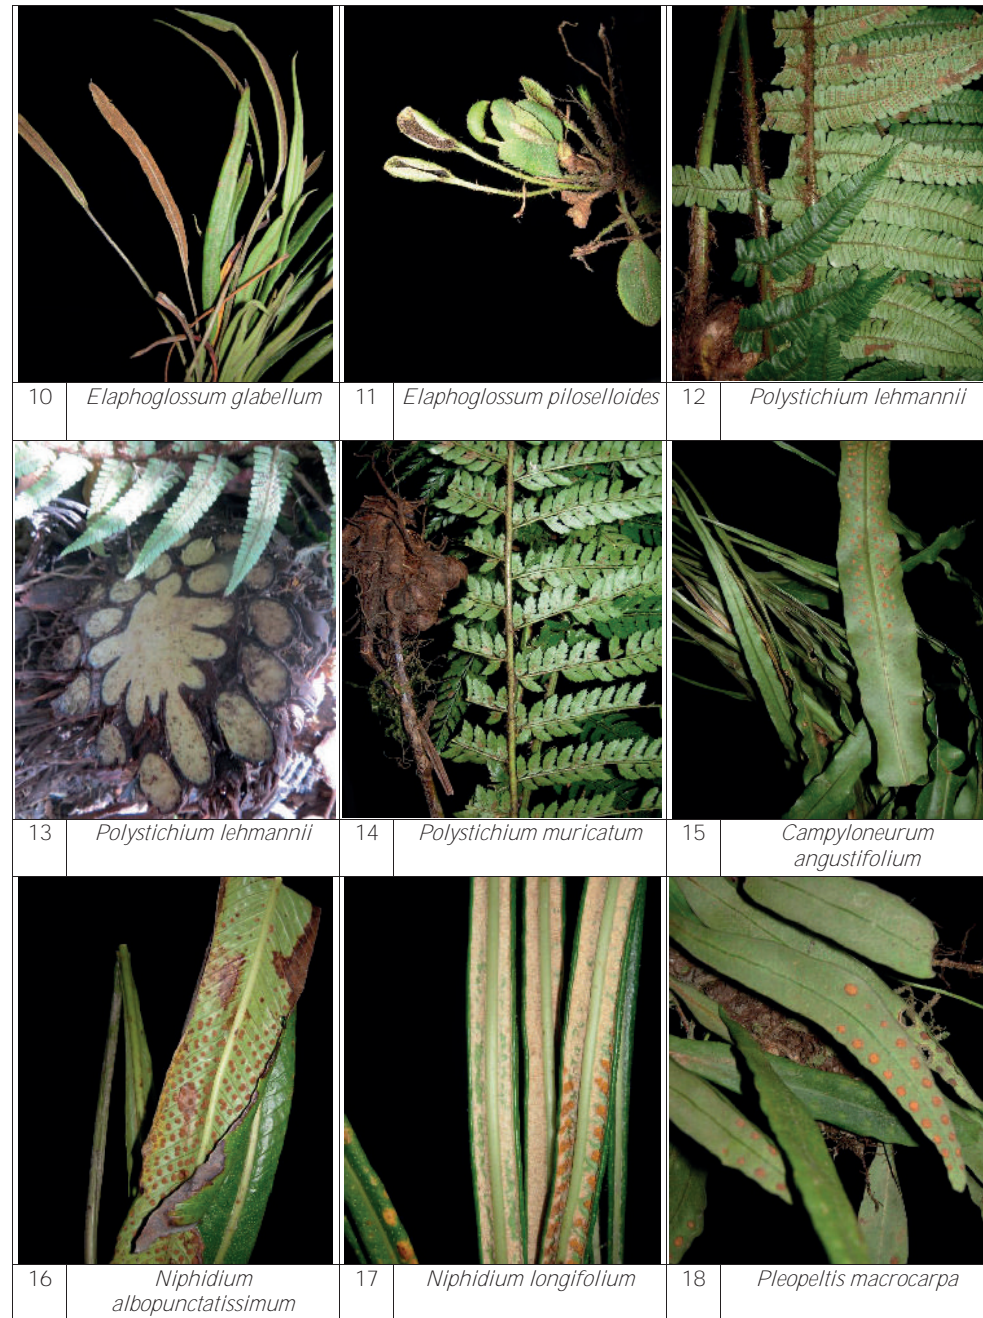 10 Elaphoglossum glabellum 11 Elaphoglossum piloselloides 12 Polystichium lehmannii
13 Polystichium lehmannii 14 Polystichium muricatum 15 Campyloneurum
angustifolium
16 Niphidium
albopunctatissimum
17 Niphidium longifolium 18 Pleopeltis macrocarpa